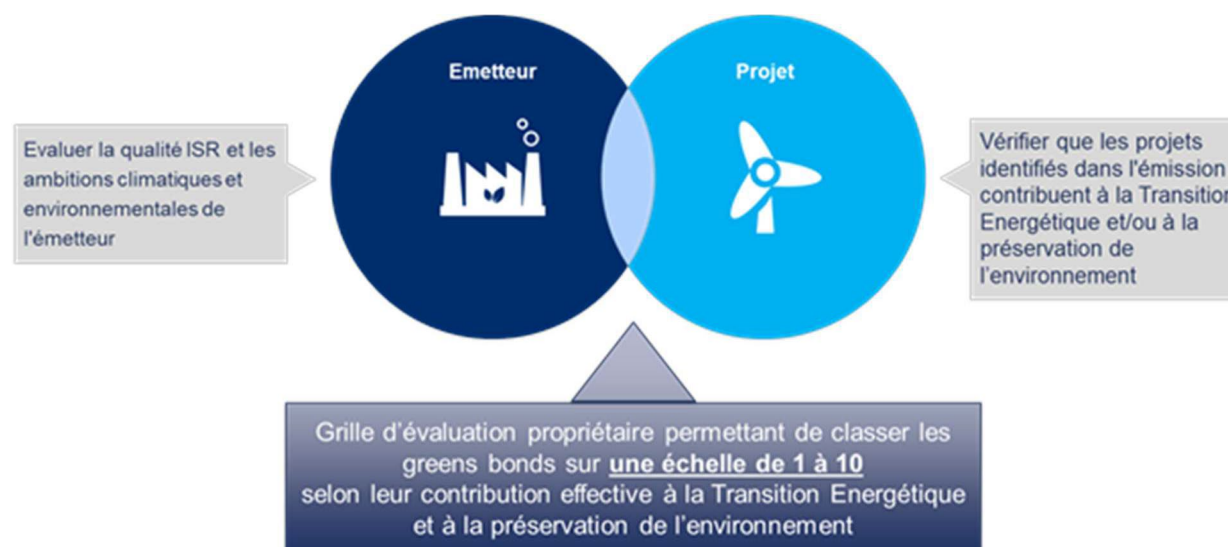 Emetteur
Projet
Evaluer la qualité ISR et les
ambitions climatiques et
environnementales de
l'émetteur
Vérifier que les projets
identifiés dans l'émission
contribuent à la Transition
Energétique et/ou à la
préservation de
l'environnement
Grille d'évaluation propriétaire permettant de classer les
greens bonds sur une échelle de 1 à 10
selon leur contribution effective à la Transition Energétique
et à la préservation de l'environnement